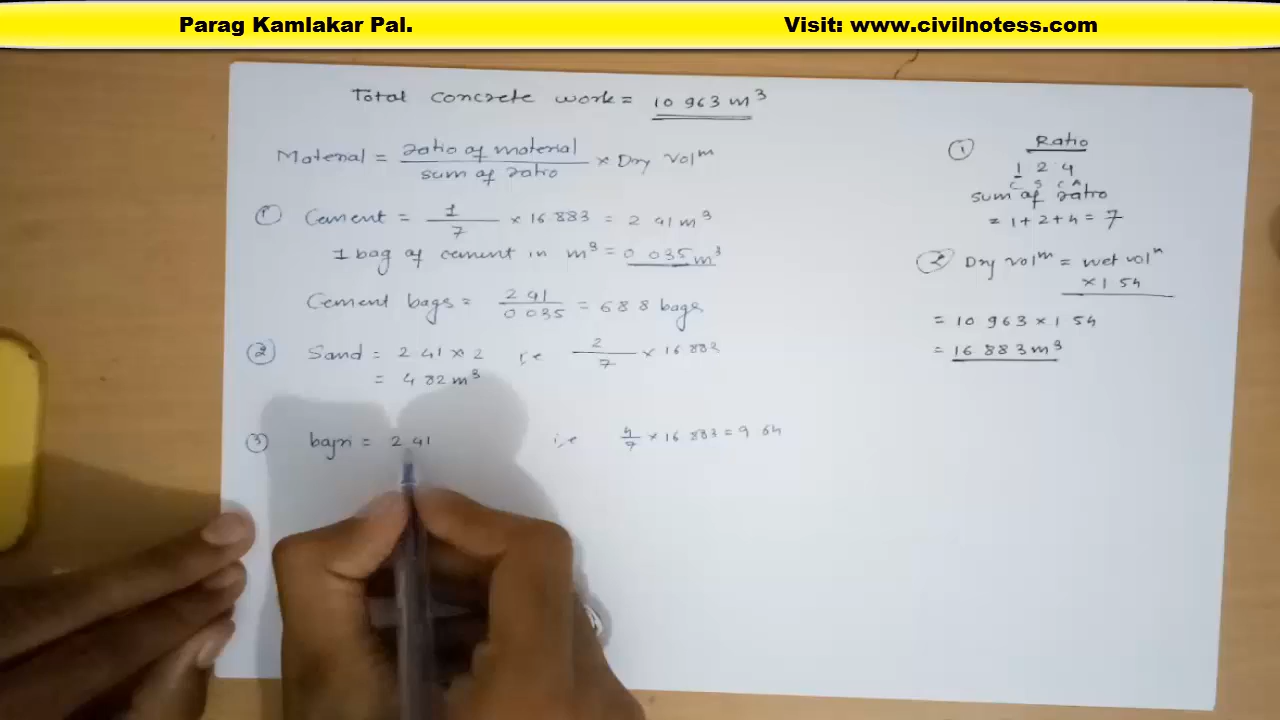 Parag Kamlakar Pal.
Visit: www.civilnotess.com
Total concrete work = 10 963 m³
Material = ratio of material / sum of ratio × Dry volᵐ
① Cement = 1/7 × 16 883 = 2 41 m³
1 bag of cement in m³ = 0 035 m³
Cement bags = 2 41 / 0 035 = 68 8 bags
② Sand = 2 41 × 2 i,e 2/7 × 16 883
= 4 82 m³
③ bajri = 2 41 i,e 4/7 × 16 883 = 9 64
① Ratio
1 2 4
C S C A
sum of ratio
= 1 + 2 + 4 = 7
② Dry volᵐ = wet volᵐ
× 1 54
= 10 963 × 1 54
= 16 883 m³